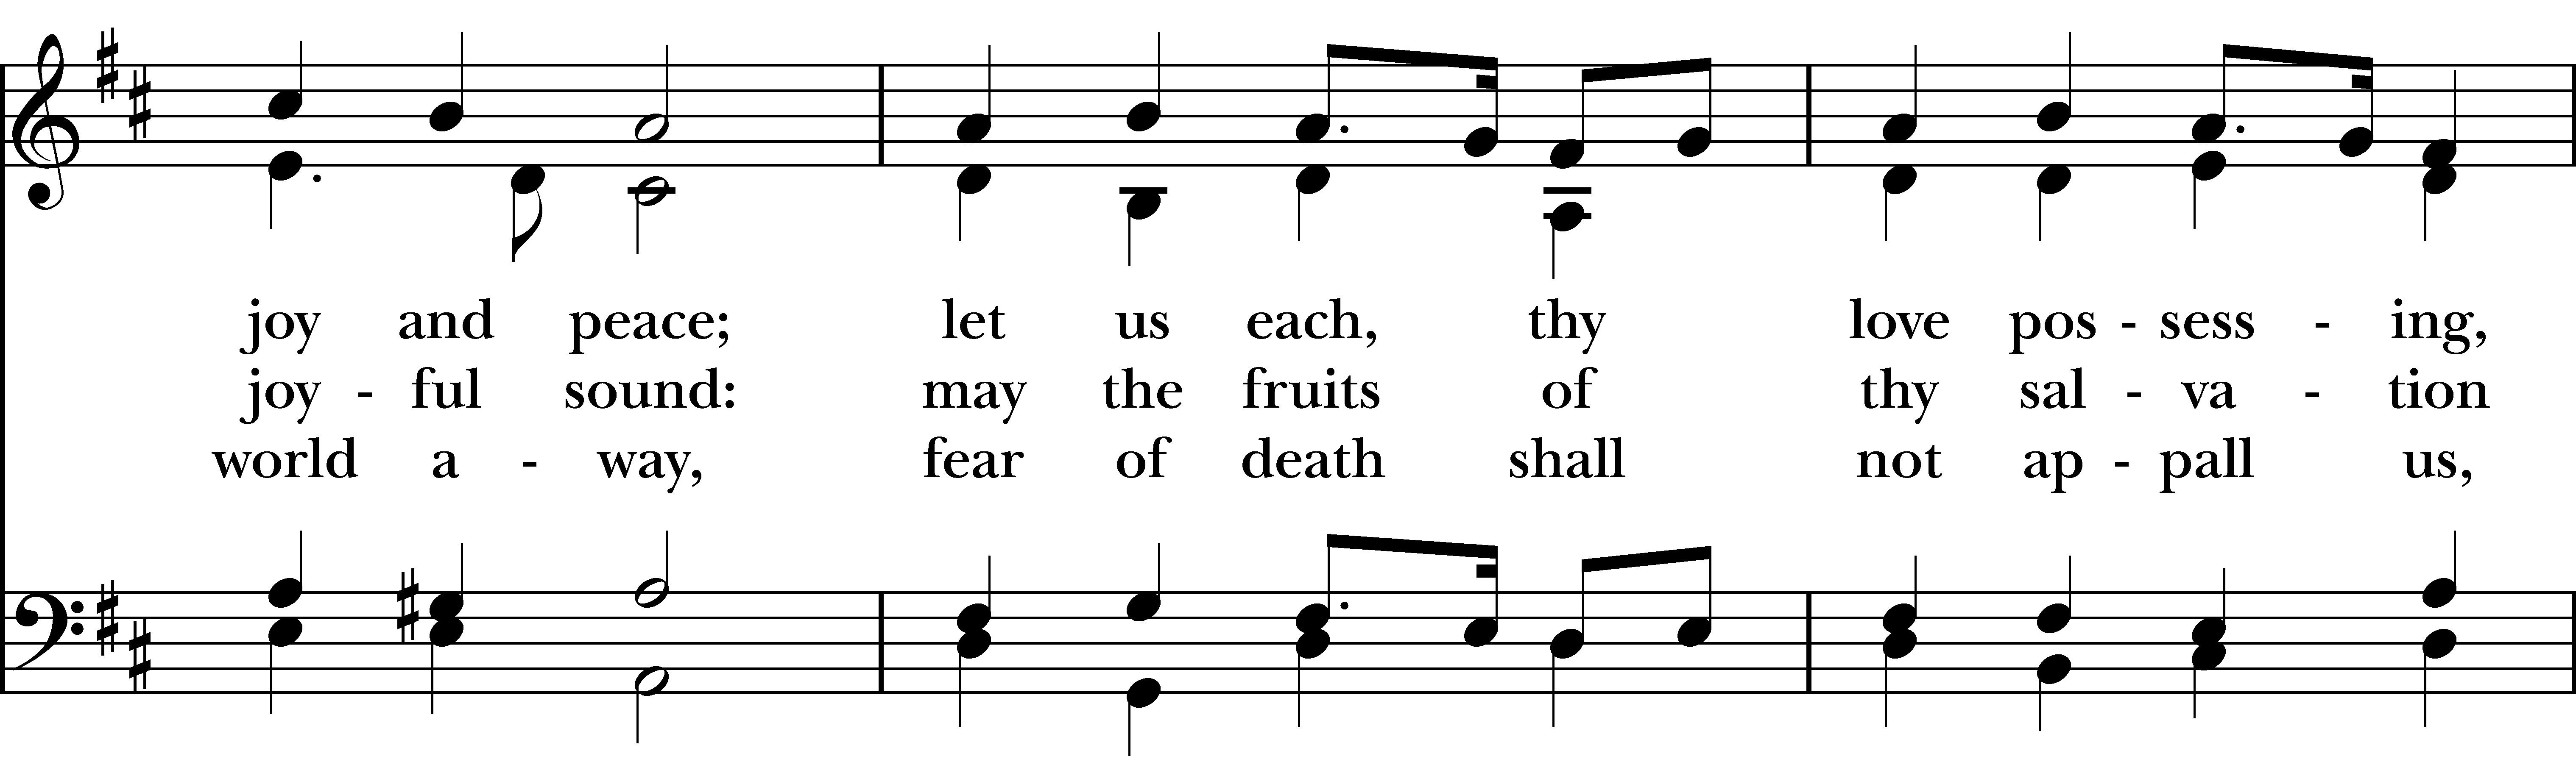 joy and peace; let us each, thy love pos - sess - ing,
joy - ful sound: may the fruits of thy sal - va - tion
world a - way, fear of death shall not ap - pall us,